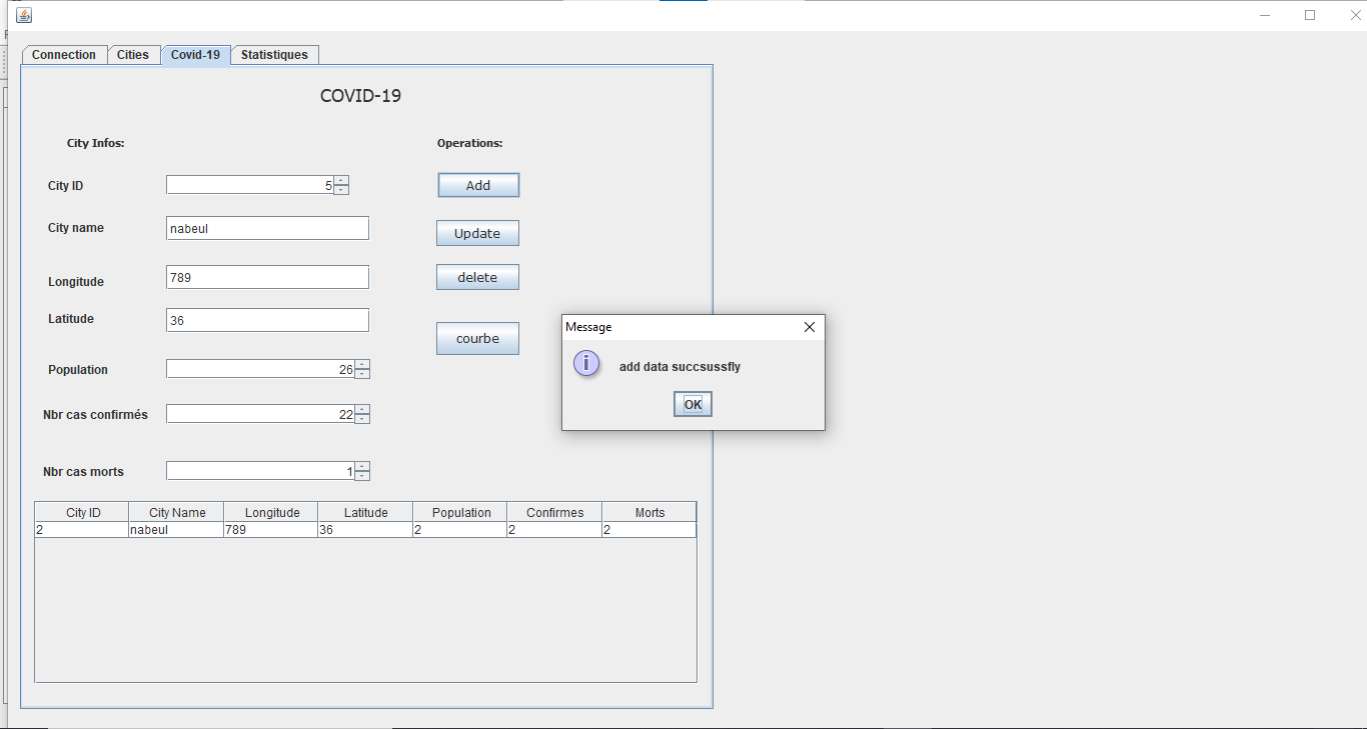 Connection Cities Covid-19 Statistiques
COVID-19
City Infos: Operations:
City ID 5 Add
City name nabeul Update
Longitude 789 delete
Latitude 36 courbe
Population 26
Nbr cas confirmés 22
Nbr cas morts 1
Message
add data succsussfly
OK
City ID City Name Longitude Latitude Population Confirmes Morts
2 nabeul 789 36 2 2 2